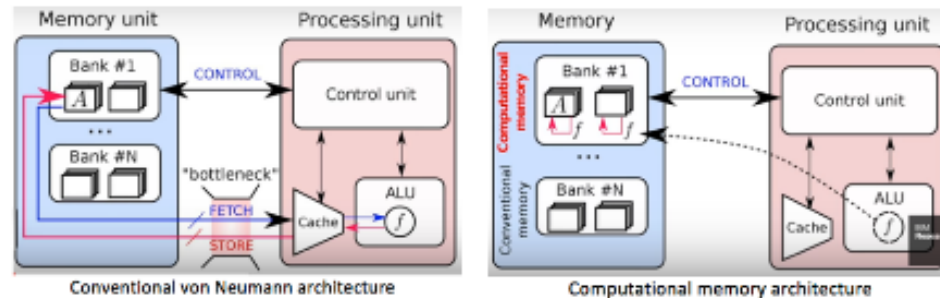 Memory unit
Processing unit
Bank #1
A
...
Bank #N
CONTROL
Control unit
"bottleneck"
FETCH
STORE
Cache
ALU
f
Conventional von Neumann architecture
Memory
Processing unit
Computational
memory
Conventional
memory
Bank #1
A
f
f
...
Bank #N
CONTROL
Control unit
Cache
ALU
f
IBM
Computational memory architecture